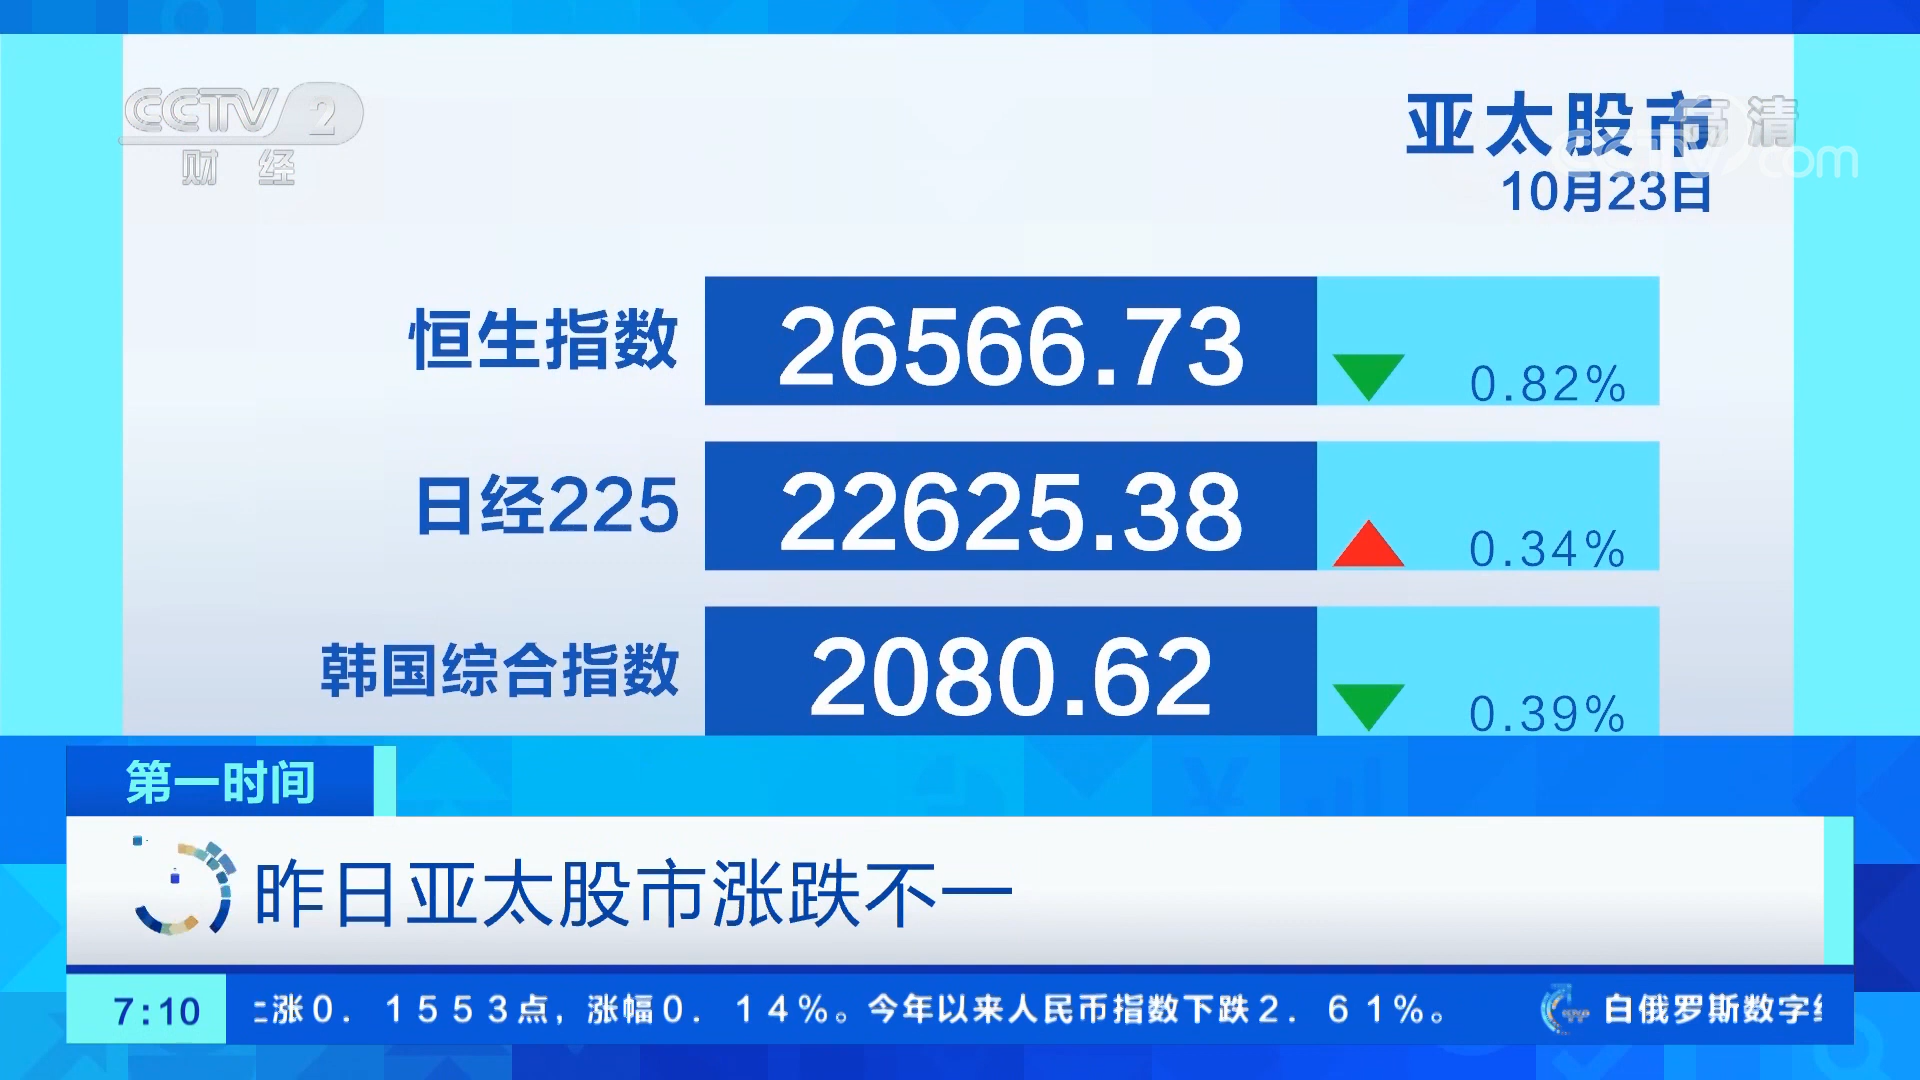 CCTV 2
财 经
亚太股市
高清
CCTV.com
10月23日
恒生指数 26566.73 0.82%
日经225 22625.38 0.34%
韩国综合指数 2080.62 0.39%
第一时间
昨日亚太股市涨跌不一
7:10 涨0．1553点，涨幅0．14%。今年以来人民币指数下跌2．61%。 白俄罗斯数字